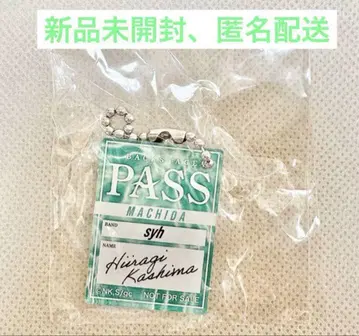 新品未開封、匿名配送
PASS
MACHIDA
BAND
syh
NAME
Hiiragi
Kashima
NOT FOR SALE